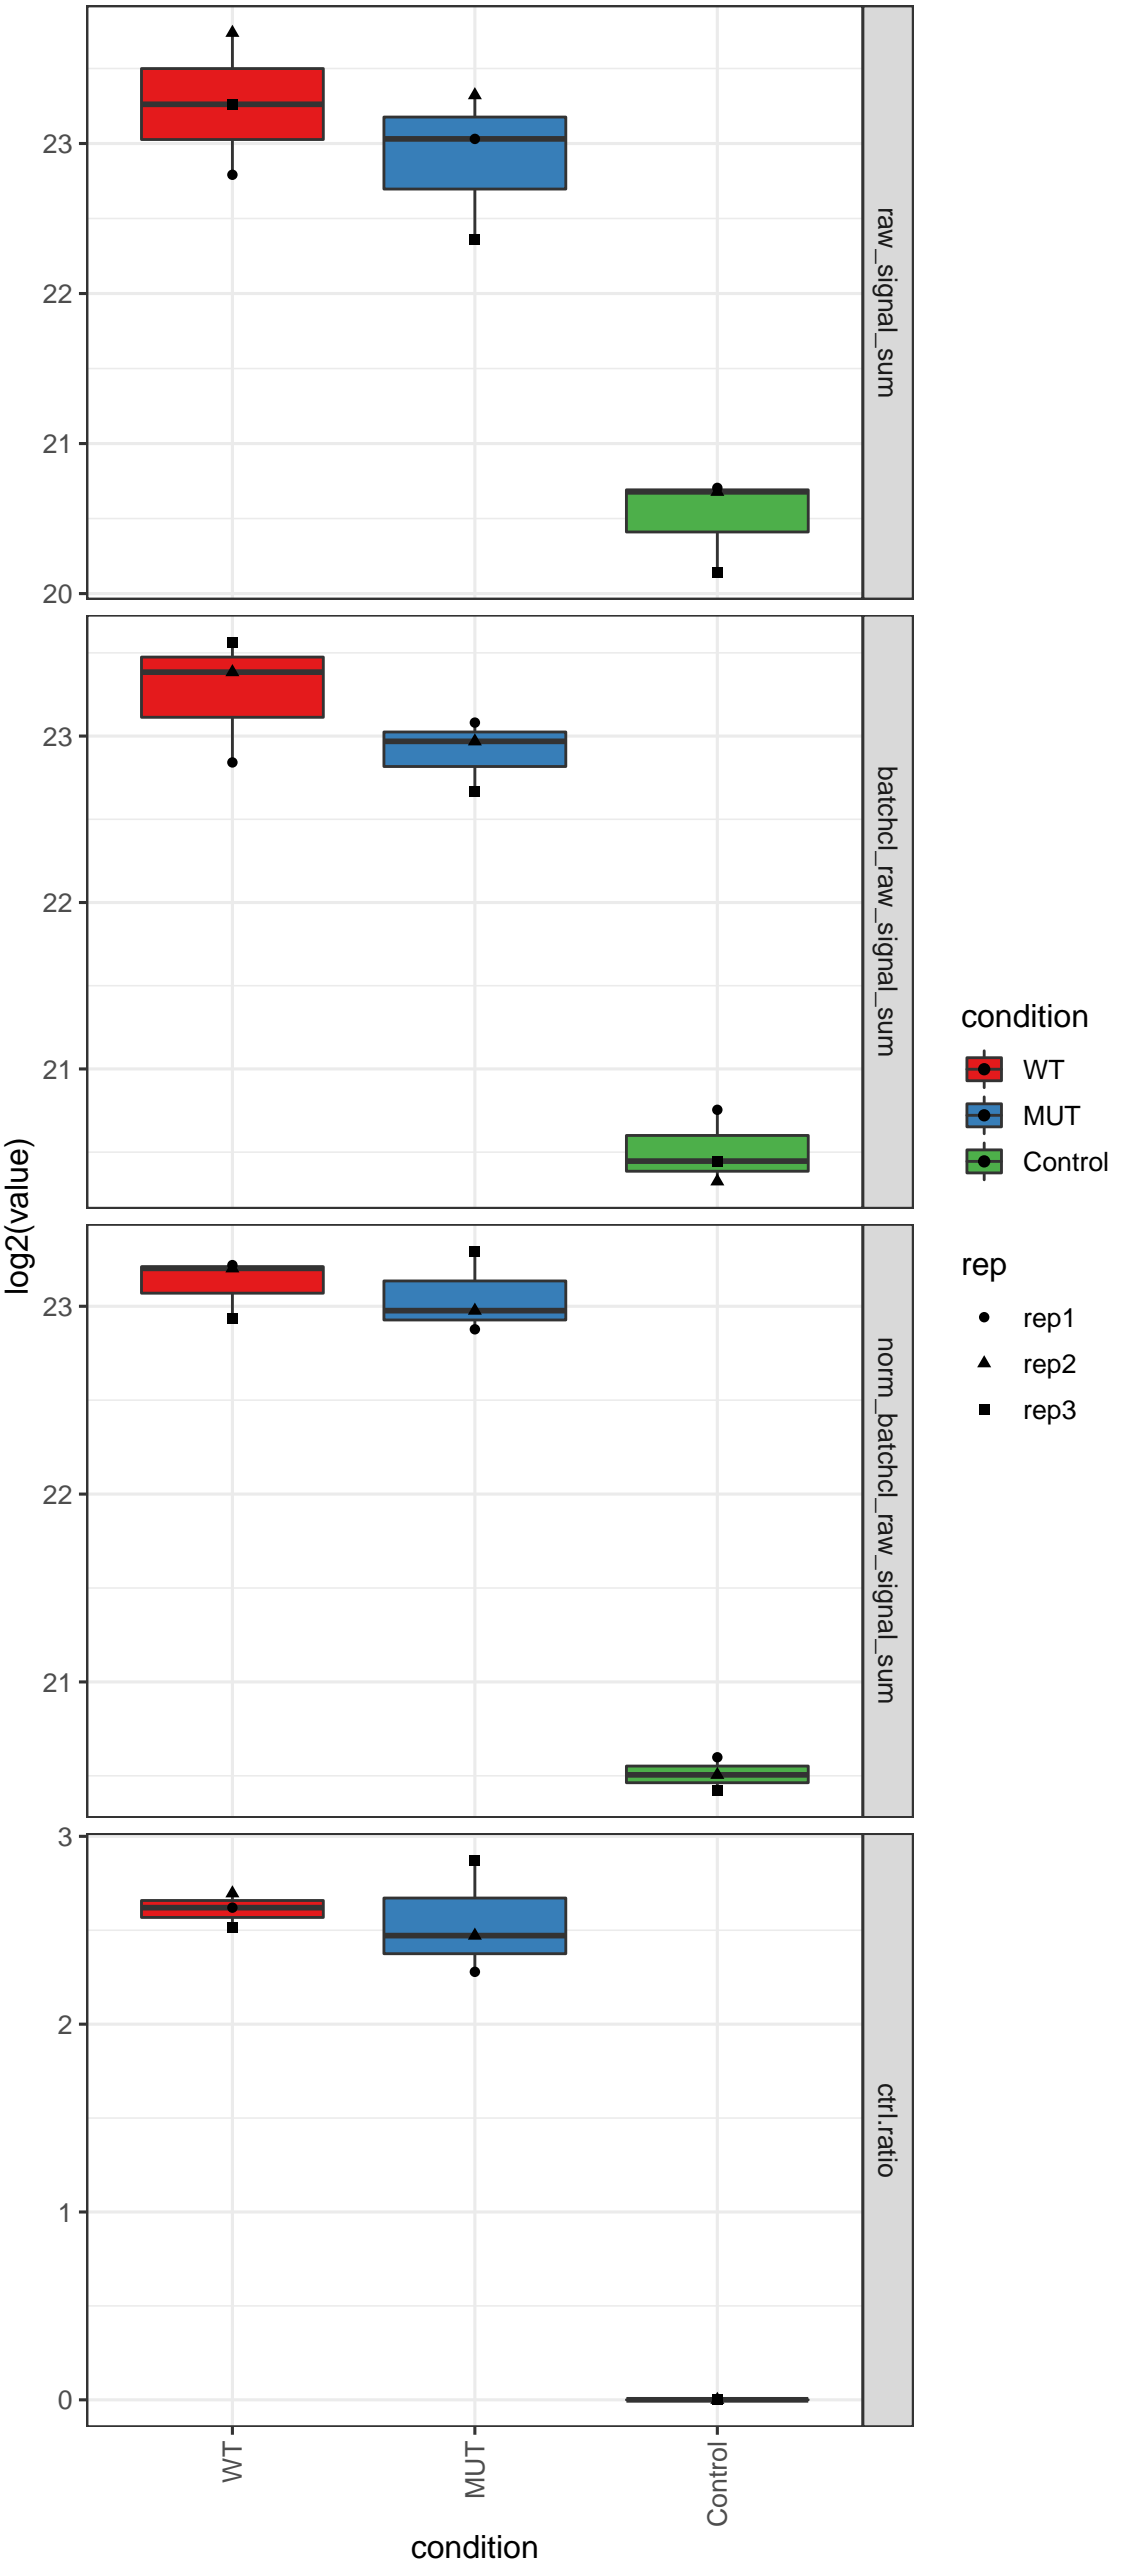 log2(value)
23
22
21
20
raw_signal_sum
23
22
21
batchcl_raw_signal_sum
23
22
21
norm_batchcl_raw_signal_sum
3
2
1
0
ctrl.ratio
WT
MUT
Control
condition
condition
WT
MUT
Control
rep
rep1
rep2
rep3